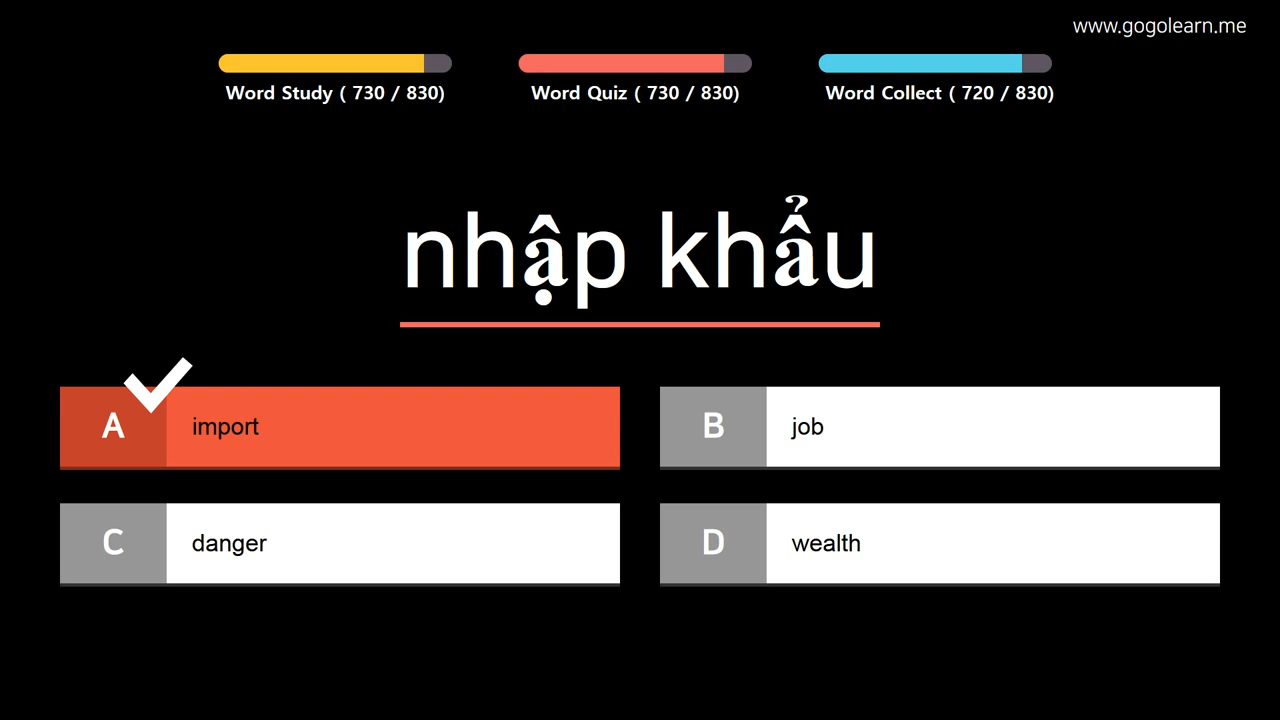 www.gogolearn.me
Word Study ( 730 / 830)
Word Quiz ( 730 / 830)
Word Collect ( 720 / 830)
nhập khẩu
A import
B job
C danger
D wealth